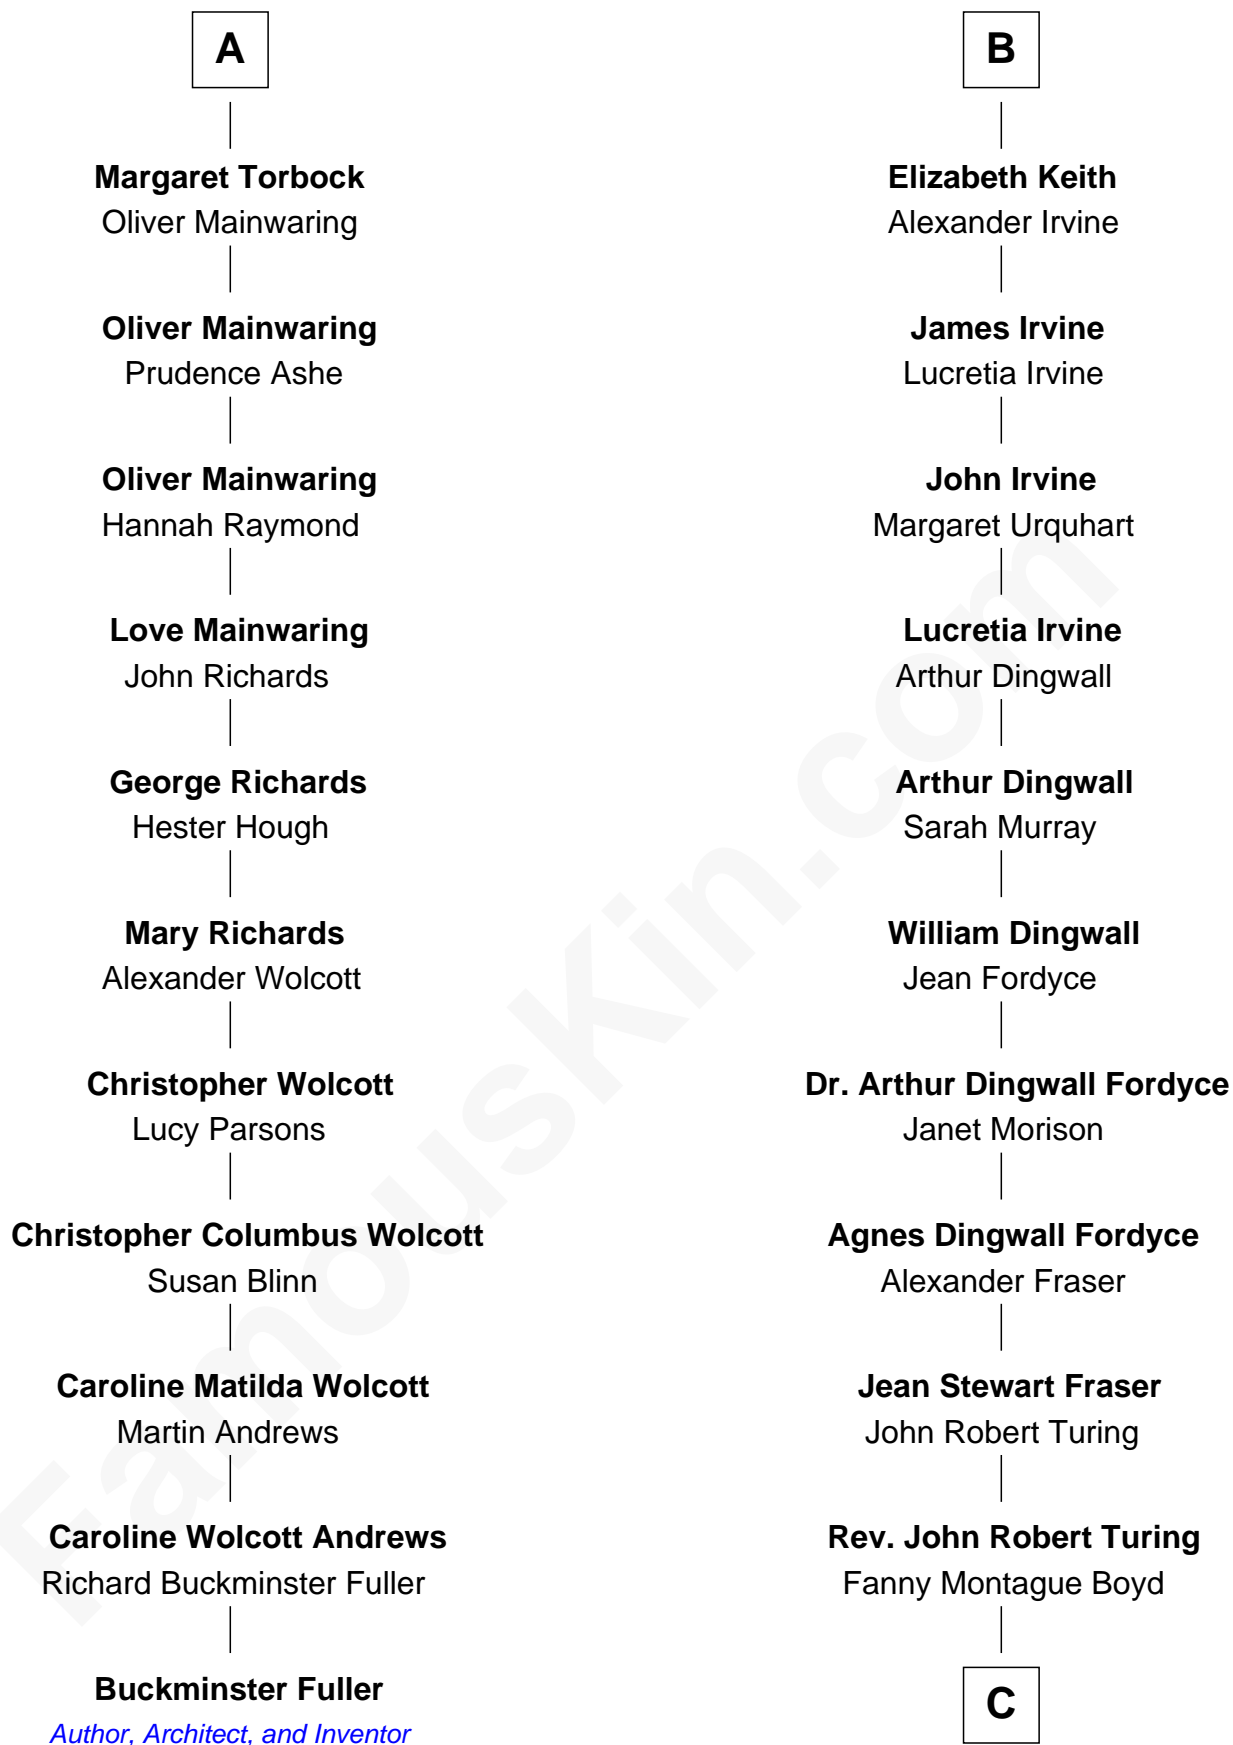 A
Margaret Torbock
Oliver Mainwaring
Oliver Mainwaring
Prudence Ashe
Oliver Mainwaring
Hannah Raymond
Love Mainwaring
John Richards
George Richards
Hester Hough
Mary Richards
Alexander Wolcott
Christopher Wolcott
Lucy Parsons
Christopher Columbus Wolcott
Susan Blinn
Caroline Matilda Wolcott
Martin Andrews
Caroline Wolcott Andrews
Richard Buckminster Fuller
Buckminster Fuller
Author, Architect, and Inventor
B
Elizabeth Keith
Alexander Irvine
James Irvine
Lucretia Irvine
John Irvine
Margaret Urquhart
Lucretia Irvine
Arthur Dingwall
Arthur Dingwall
Sarah Murray
William Dingwall
Jean Fordyce
Dr. Arthur Dingwall Fordyce
Janet Morison
Agnes Dingwall Fordyce
Alexander Fraser
Jean Stewart Fraser
John Robert Turing
Rev. John Robert Turing
Fanny Montague Boyd
C
FamousKin.com